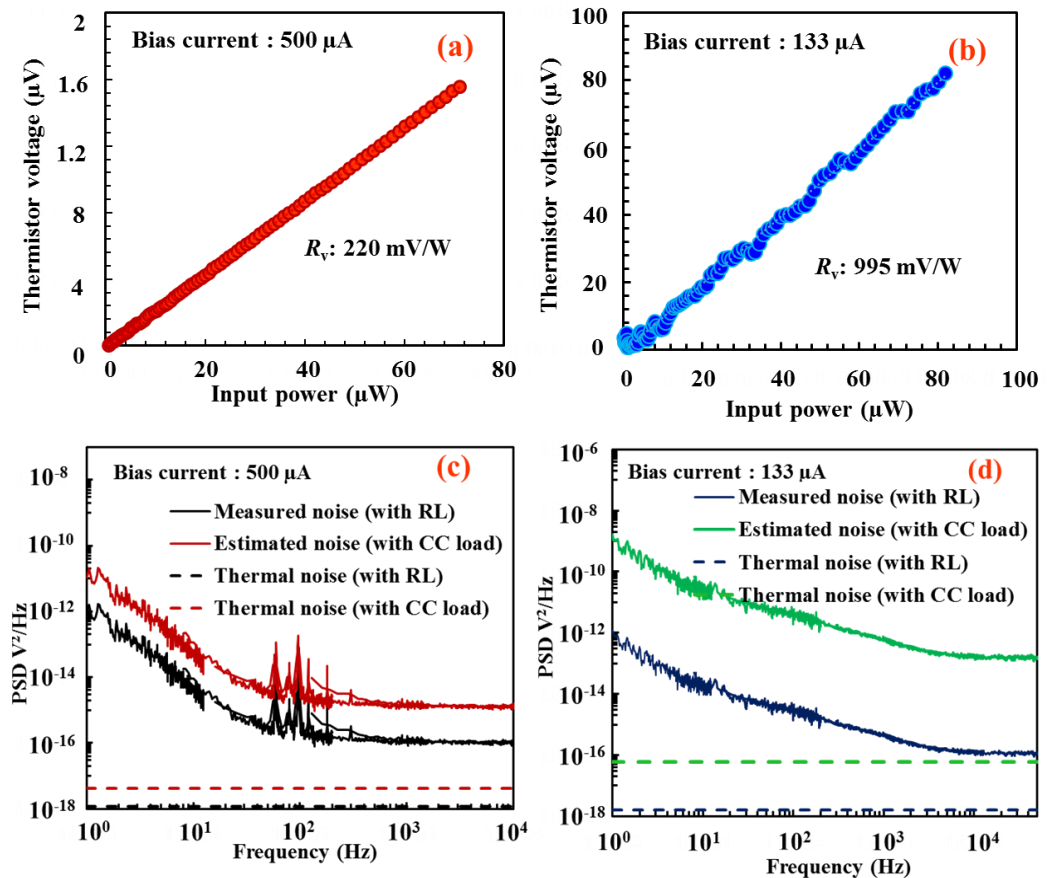 Bias current : 500 μA
(a)
Thermistor voltage (μV)
2
1.6
1.2
8
4
0
R_v: 220 mV/W
0 20 40 60 80
Input power (μW)
Bias current : 133 μA
(b)
Thermistor voltage (μV)
100
80
60
40
20
0
R_v: 995 mV/W
0 20 40 60 80 100
Input power (μW)
Bias current : 500 μA
(c)
PSD V²/Hz
10⁻⁸
10⁻¹⁰
10⁻¹²
10⁻¹⁴
10⁻¹⁶
10⁻¹⁸
Measured noise (with RL)
Estimated noise (with CC load)
Thermal noise (with RL)
Thermal noise (with CC load)
10⁰ 10¹ 10² 10³ 10⁴
Frequency (Hz)
Bias current : 133 μA
(d)
PSD V²/Hz
10⁻⁶
10⁻⁸
10⁻¹⁰
10⁻¹²
10⁻¹⁴
10⁻¹⁶
10⁻¹⁸
Measured noise (with RL)
Estimated noise (with CC load)
Thermal noise (with RL)
Thermal noise (with CC load)
10⁰ 10¹ 10² 10³ 10⁴
Frequency (Hz)